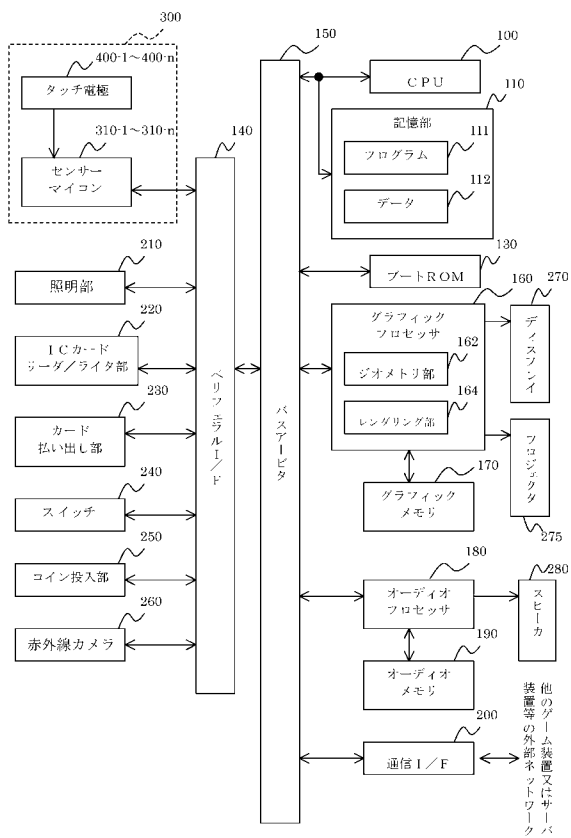 300
400-1～400-n
タッチ電極
310-1～310-n
センサー
マイコン
140
ペリフェラルI/F
210
照明部
220
ICカード
リーダ/ライタ部
230
カード
払い出し部
240
スイッチ
250
コイン投入部
260
赤外線カメラ
150
バスアービタ
100
CPU
110
記憶部
111
プログラム
112
データ
130
ブートROM
160
グラフィック
プロセッサ
162
ジオメトリ部
164
レンダリング部
270
ディスプレイ
プロジェクタ
275
170
グラフィック
メモリ
180
オーディオ
プロセッサ
280
スピーカ
190
オーディオ
メモリ
200
通信I/F
他のゲーム装置又はサーバ
装置等の外部ネットワーク